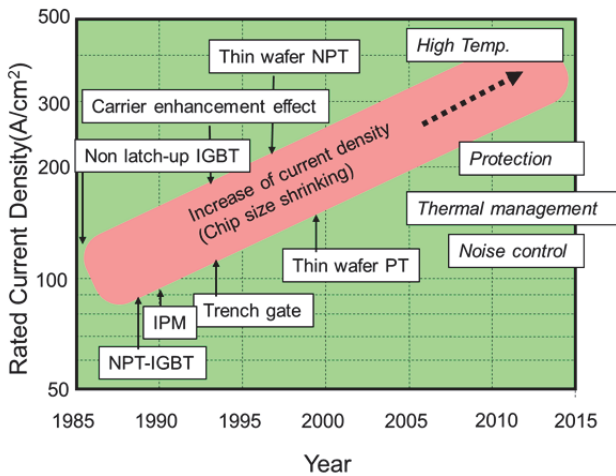 Rated Current Density(A/cm²)
500
300
200
100
50
1985
1990
1995
2000
2005
2010
2015
Year
Thin wafer NPT
High Temp.
Carrier enhancement effect
Non latch-up IGBT
Increase of current density
(Chip size shrinking)
Protection
Thermal management
Noise control
Thin wafer PT
Trench gate
IPM
NPT-IGBT